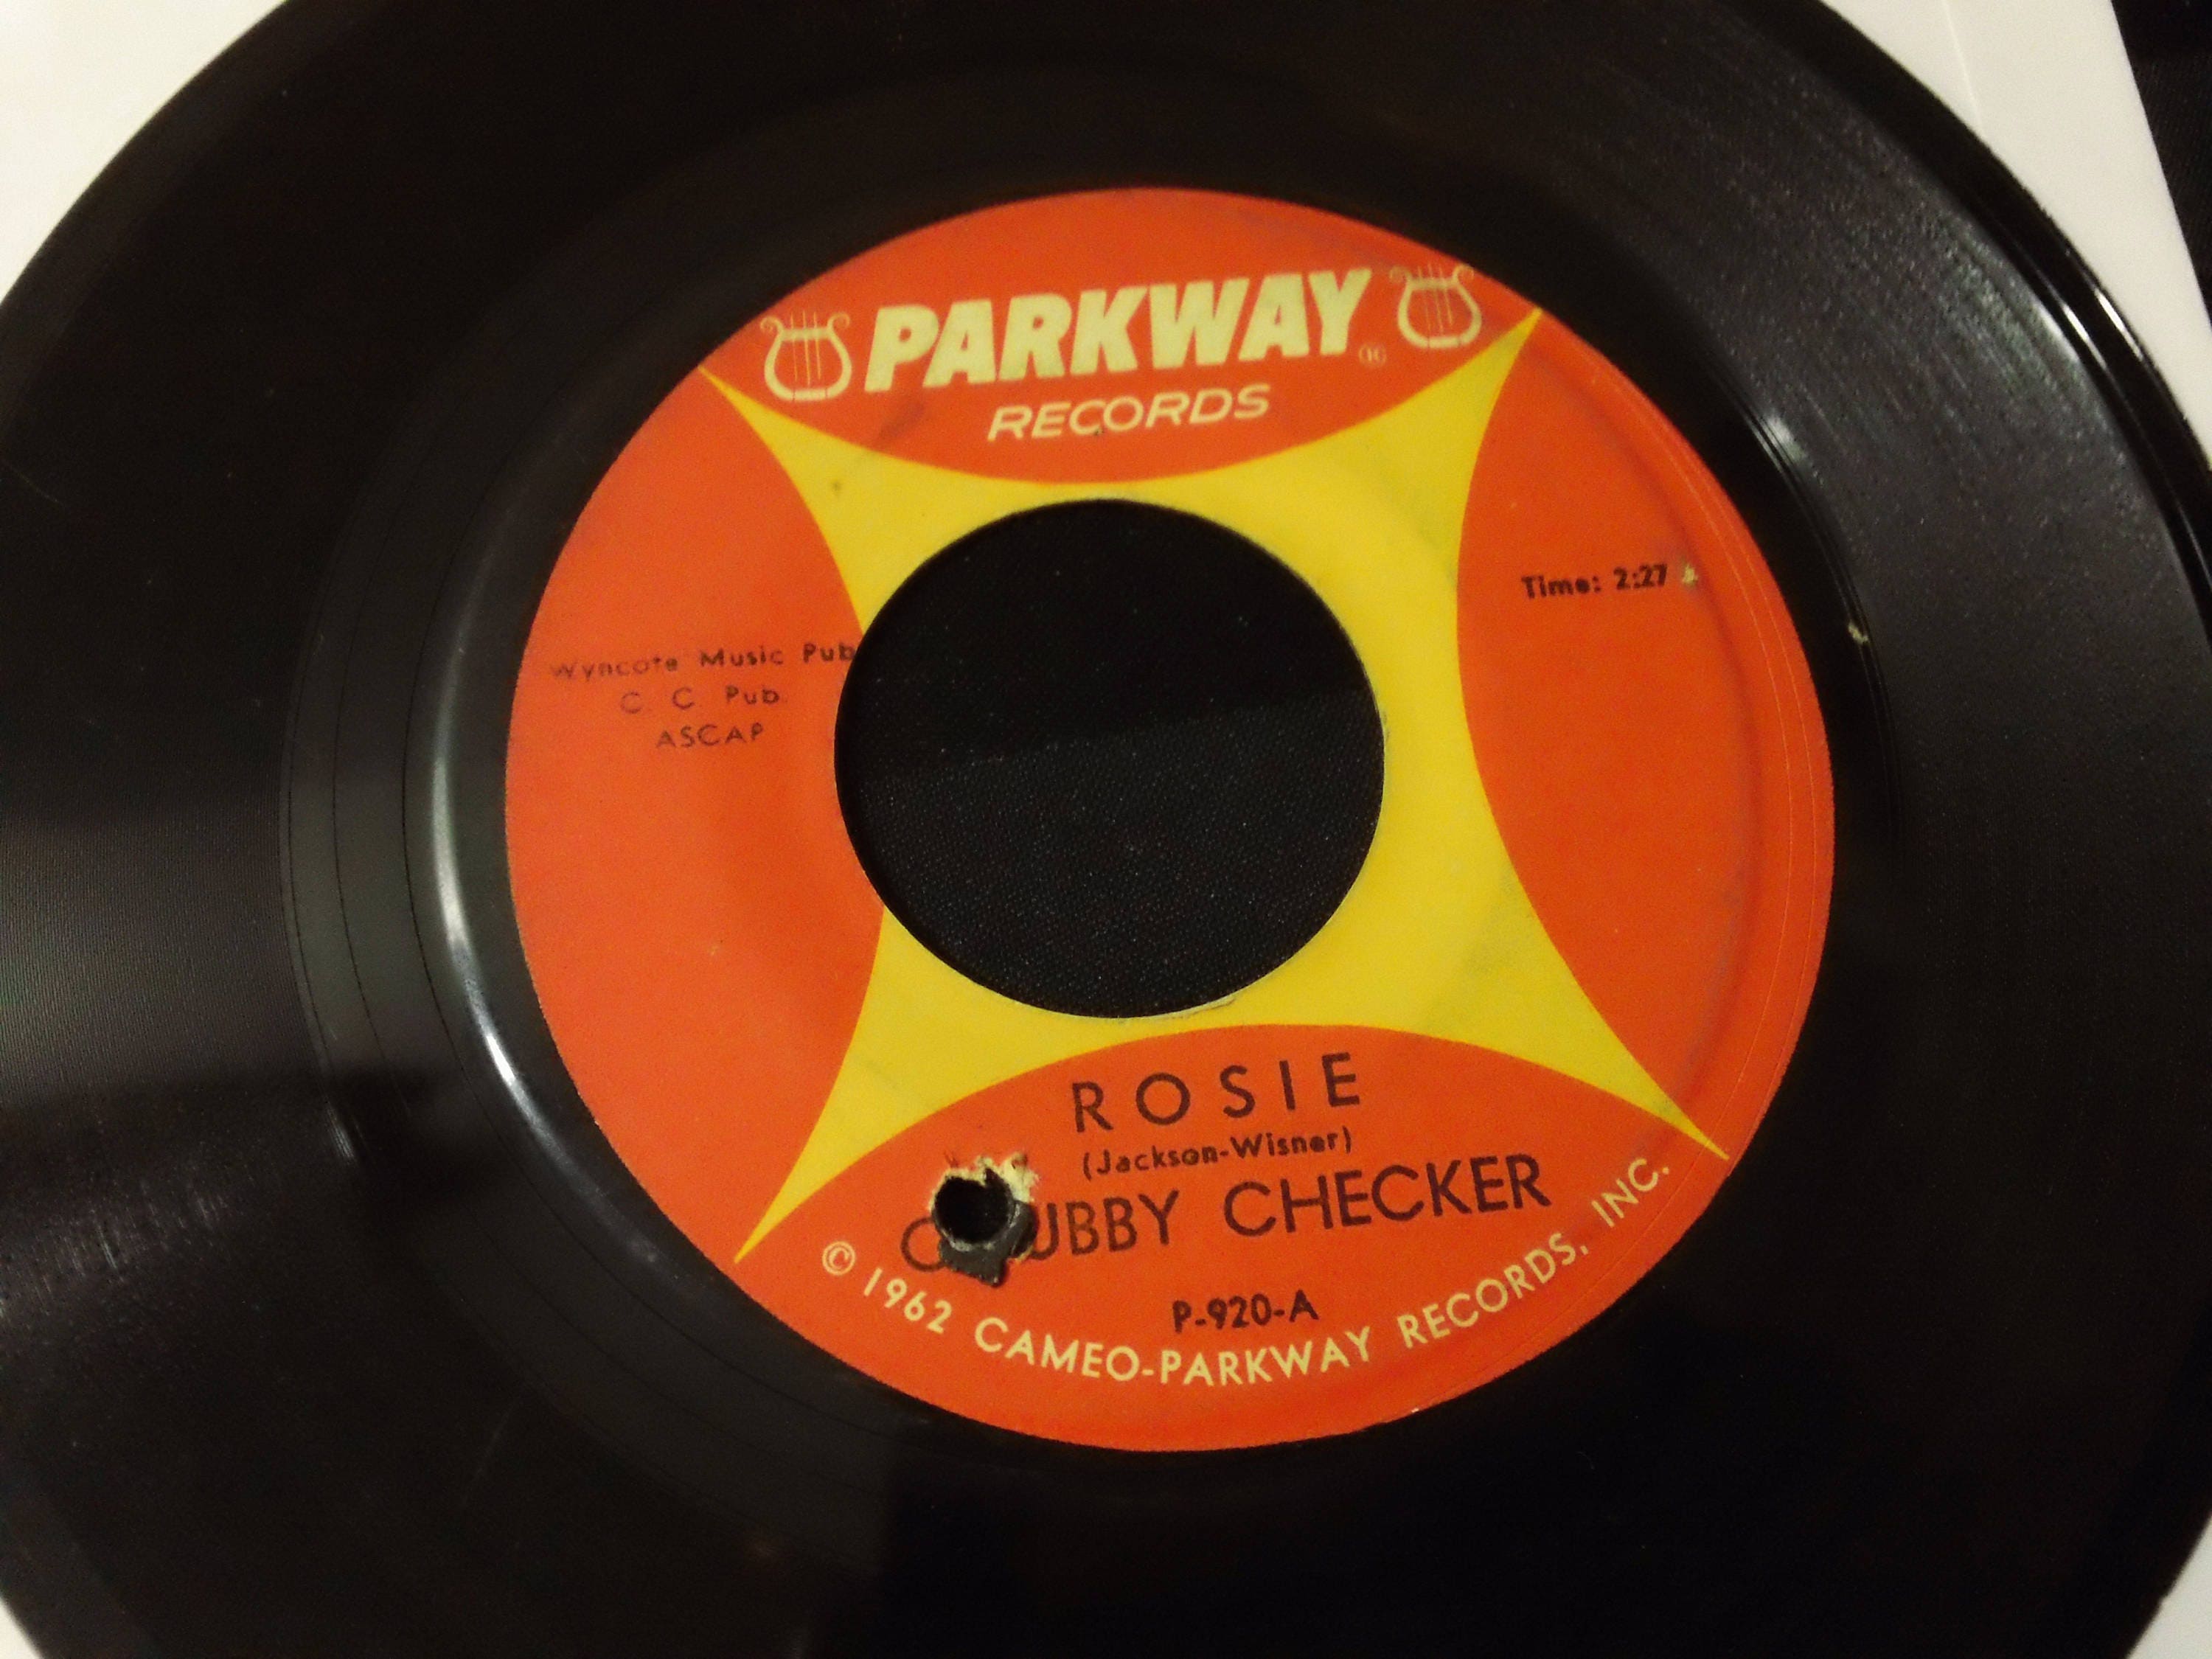 PARKWAY ®
RECORDS
Time: 2:27
Wyncote Music Pub
C. C. Pub.
ASCAP
ROSIE
(Jackson-Wisner)
CHECKER
P-920-A
© 1962 CAMEO-PARKWAY RECORDS, INC.